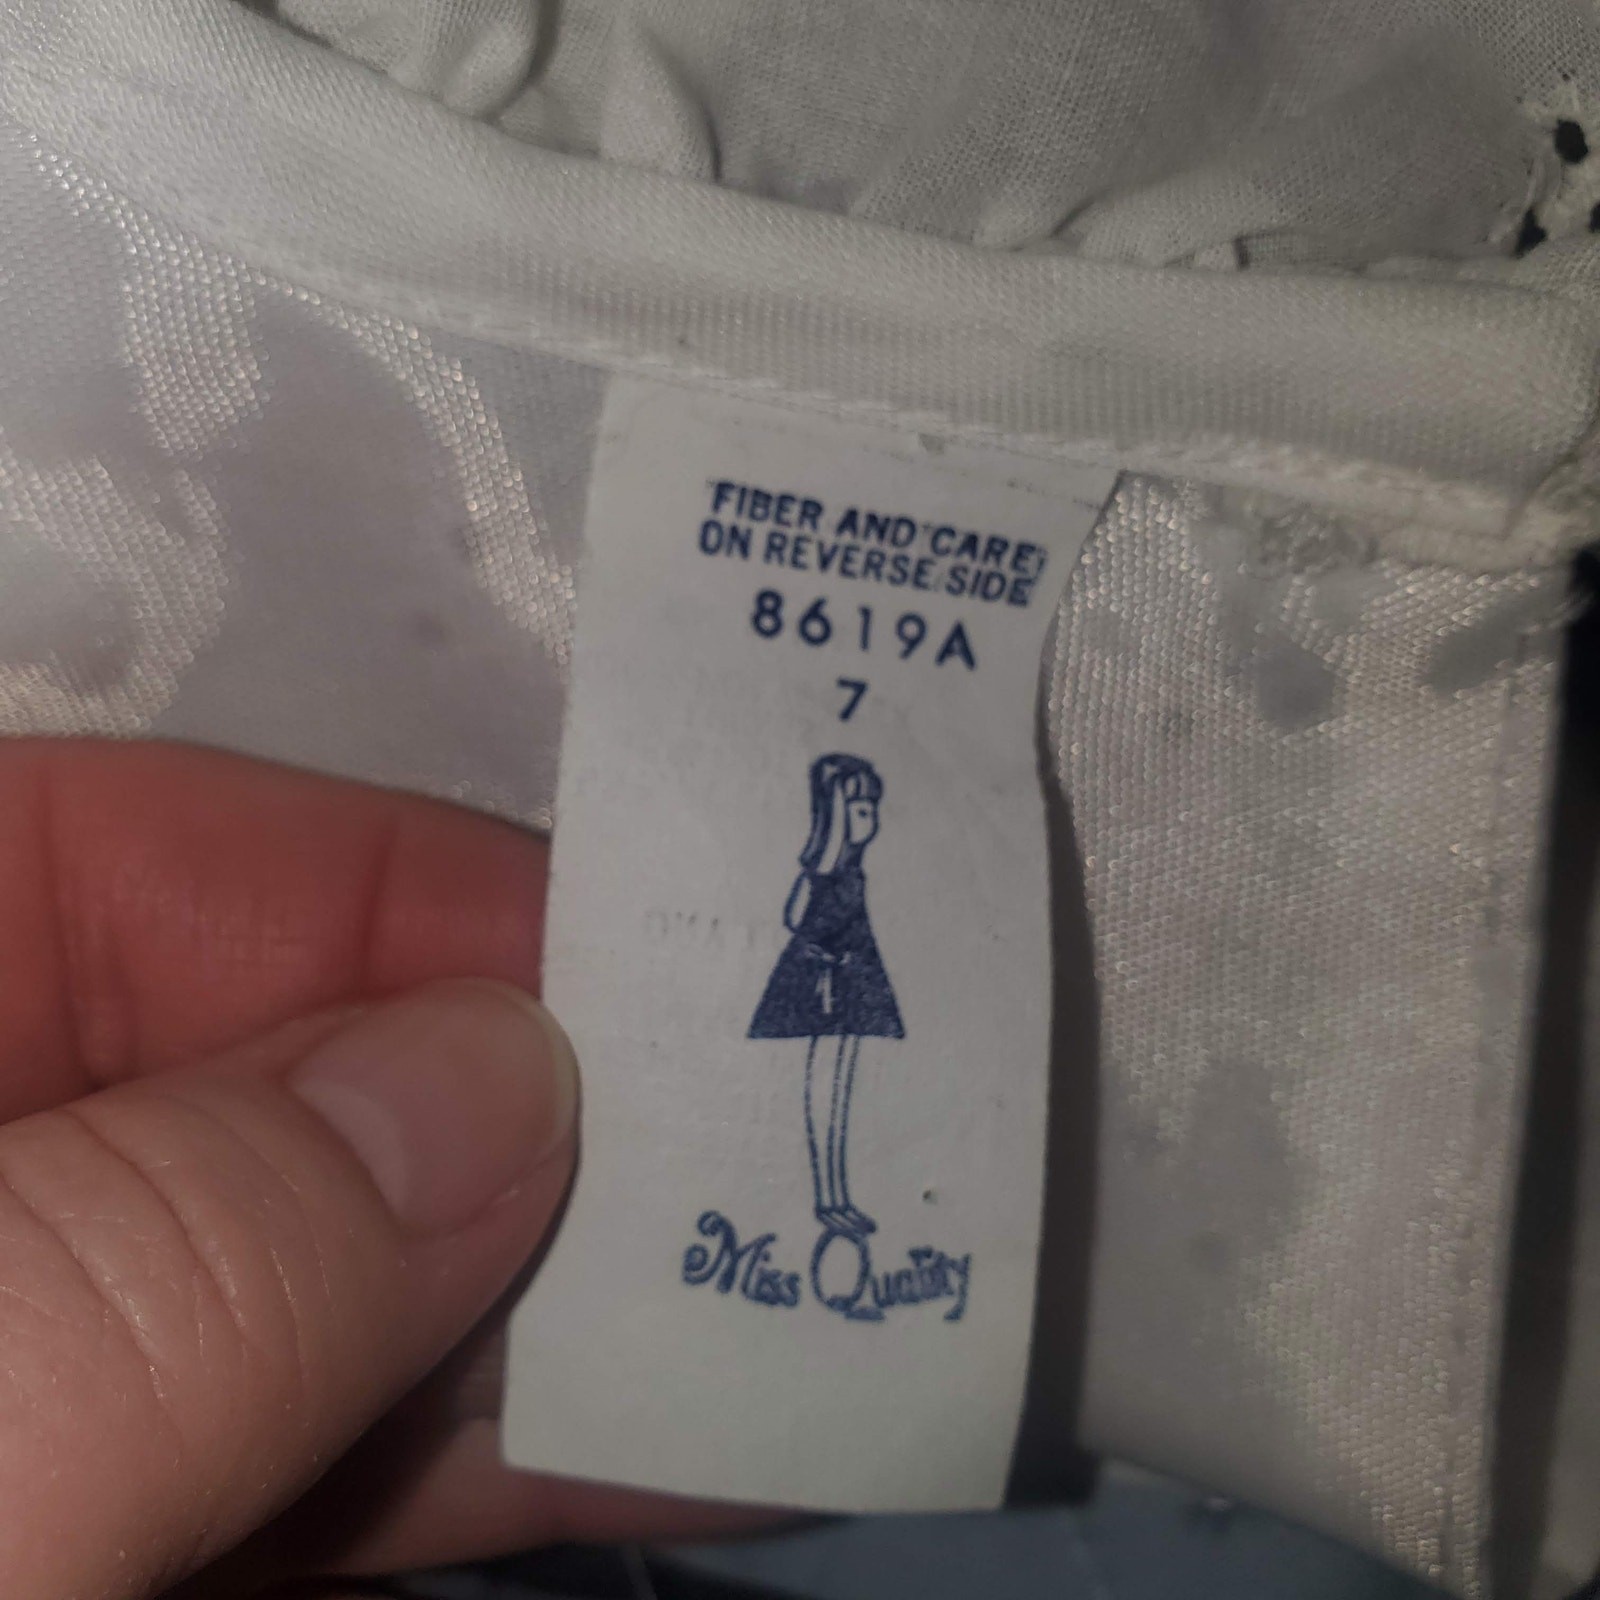 FIBER AND CARE
ON REVERSE SIDE
8619A
7
Miss Quality